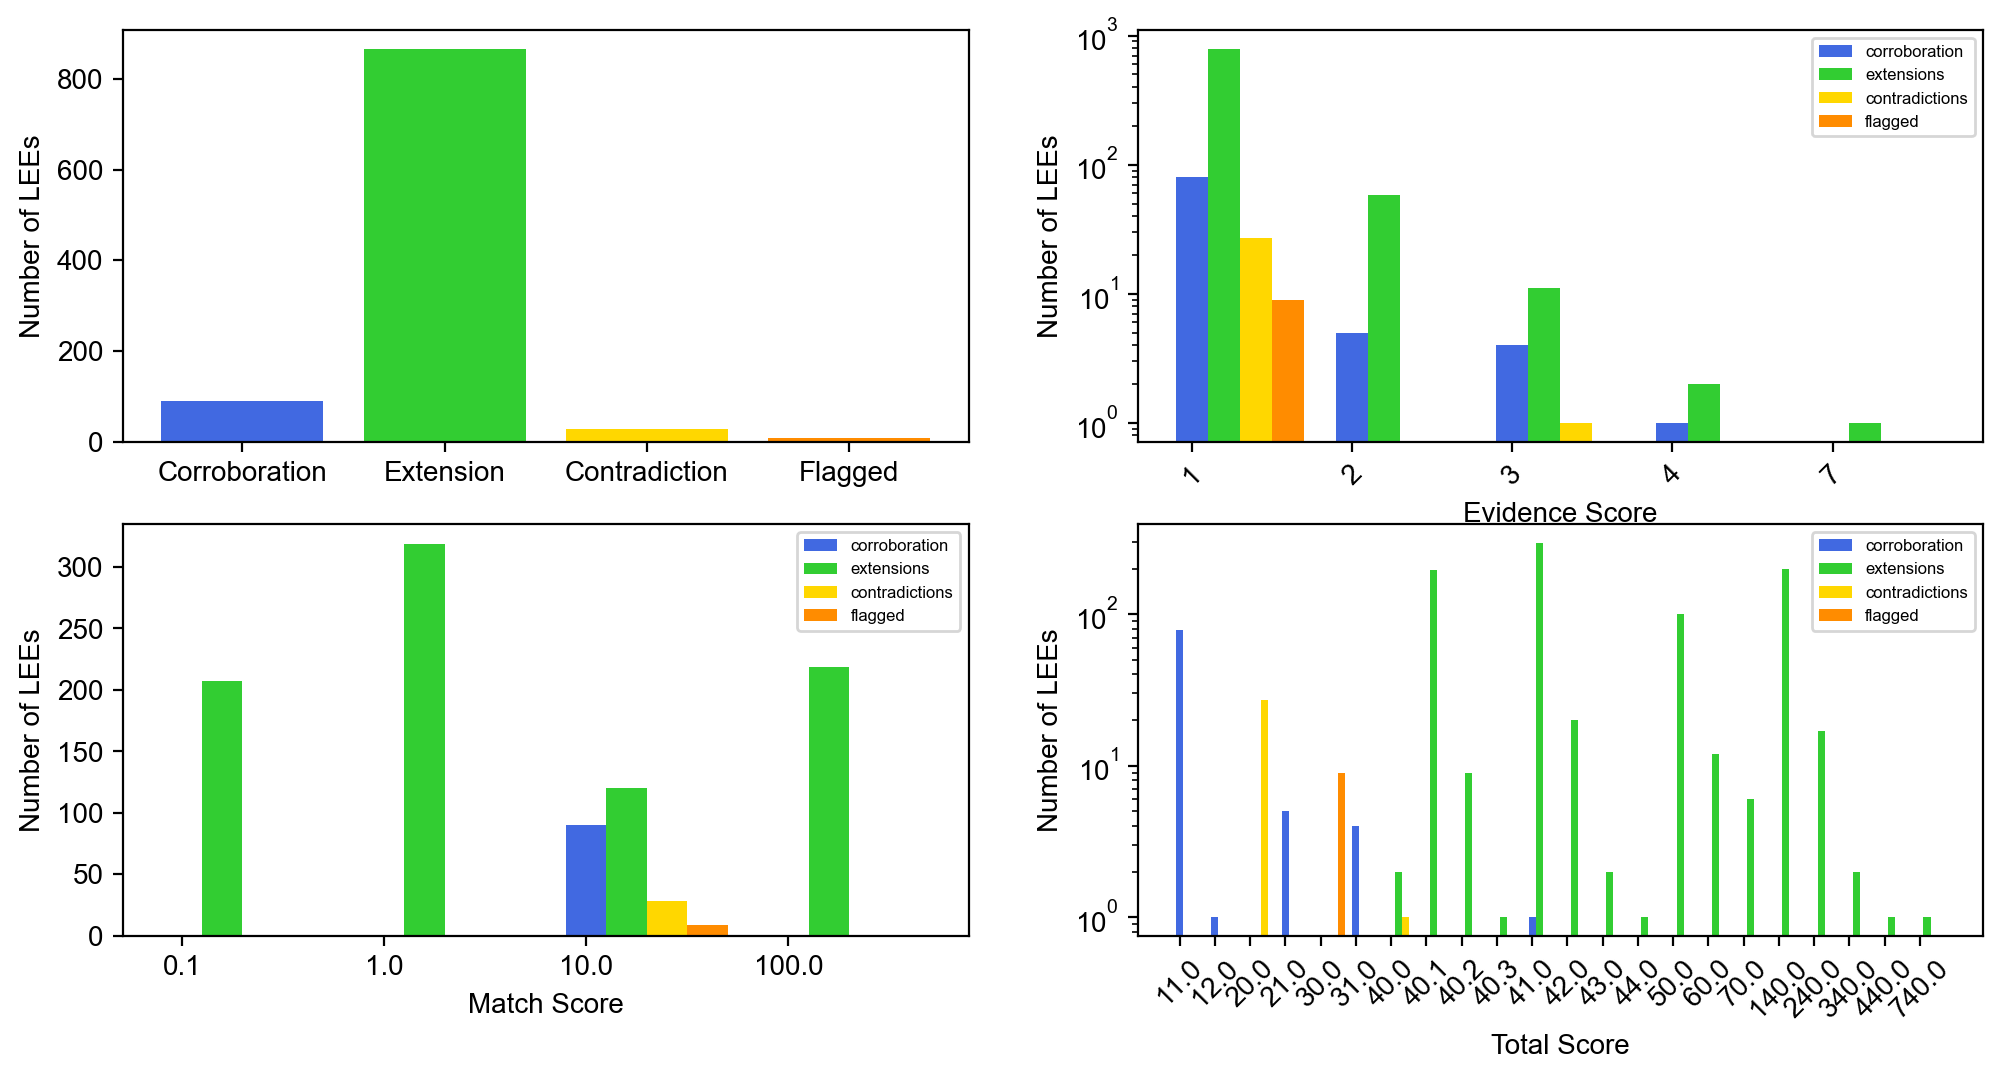 Number of LEEs
800
600
400
200
0
Corroboration Extension Contradiction Flagged
Number of LEEs
10^3
10^2
10^1
10^0
corroboration
extensions
contradictions
flagged
1 2 3 4 7
Evidence Score
Number of LEEs
300
250
200
150
100
50
0
corroboration
extensions
contradictions
flagged
0.1 1.0 10.0 100.0
Match Score
Number of LEEs
10^2
10^1
10^0
corroboration
extensions
contradictions
flagged
11.0 12.0 20.0 21.0 30.0 31.0 40.0 40.1 40.2 40.3 41.0 42.0 43.0 44.0 50.0 60.0 70.0 140.0 240.0 340.0 440.0 740.0
Total Score